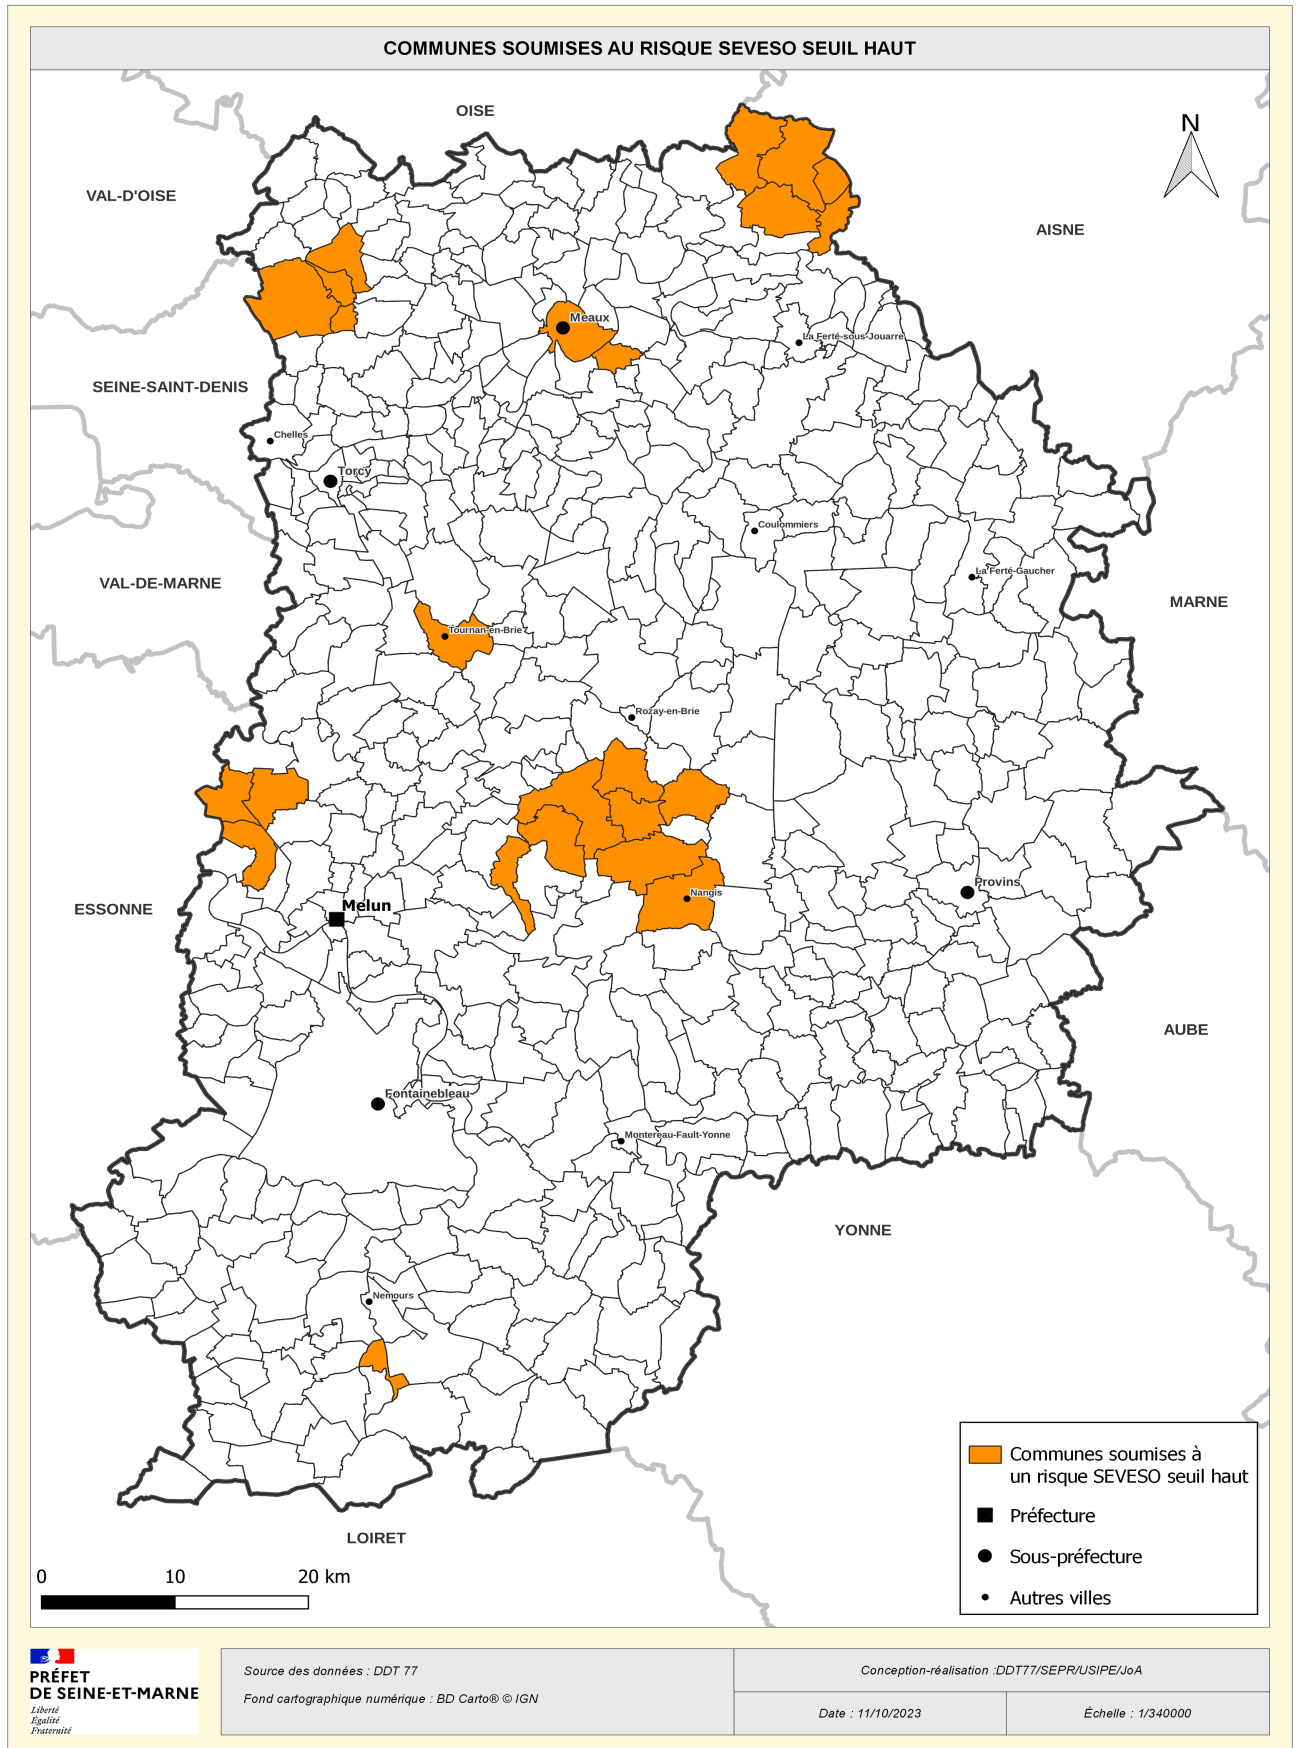 COMMUNES SOUMISES AU RISQUE SEVESO SEUIL HAUT
OISE
N
VAL-D'OISE
AISNE
Meaux
La Ferté-sous-Jouarre
SEINE-SAINT-DENIS
Chelles
Torcy
Coulommiers
La Ferté-Gaucher
VAL-DE-MARNE
MARNE
Tournan-en-Brie
Rozay-en-Brie
Provins
Nangis
Melun
ESSONNE
AUBE
Fontainebleau
Montereau-Fault-Yonne
YONNE
Nemours
LOIRET
Communes soumises à
un risque SEVESO seuil haut
Préfecture
Sous-préfecture
Autres villes
0 10 20 km
PRÉFET
DE SEINE-ET-MARNE
Liberté
Égalité
Fraternité
Source des données : DDT 77
Fond cartographique numérique : BD Carto® © IGN
Conception-réalisation :DDT77/SEPR/USIPE/JoA
Date : 11/10/2023
Échelle : 1/340000